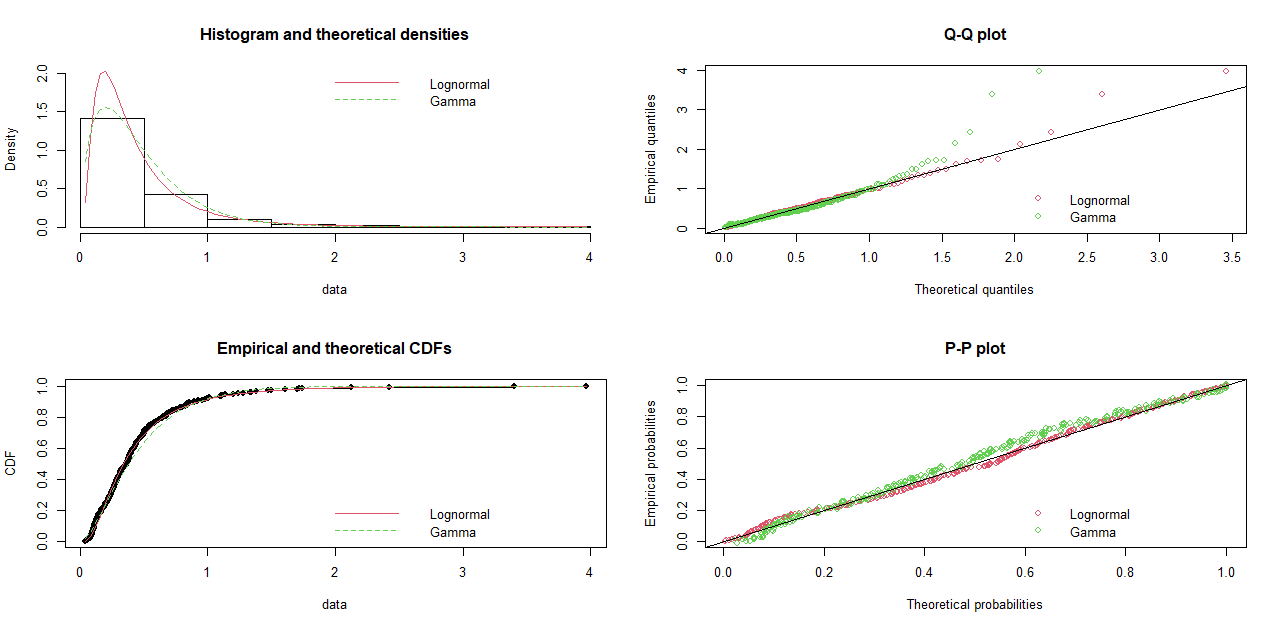 Histogram and theoretical densities
Density
2.0
1.5
1.0
0.5
0.0
Lognormal
Gamma
0 1 2 3 4
data
Q-Q plot
Empirical quantiles
4
3
2
1
0
Lognormal
Gamma
0.0 0.5 1.0 1.5 2.0 2.5 3.0 3.5
Theoretical quantiles
Empirical and theoretical CDFs
CDF
1.0
0.8
0.6
0.4
0.2
0.0
Lognormal
Gamma
0 1 2 3 4
data
P-P plot
Empirical probabilities
1.0
0.8
0.6
0.4
0.2
0.0
Lognormal
Gamma
0.0 0.2 0.4 0.6 0.8 1.0
Theoretical probabilities